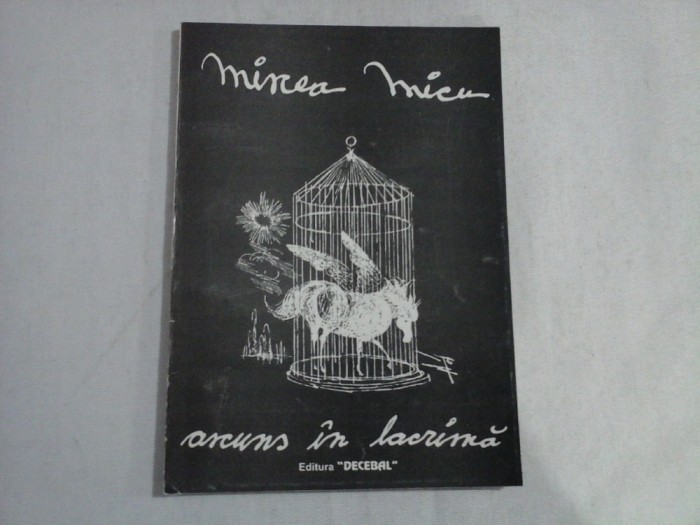 Mircea Micu
ascuns în lacrimă
Editura "DECEBAL"